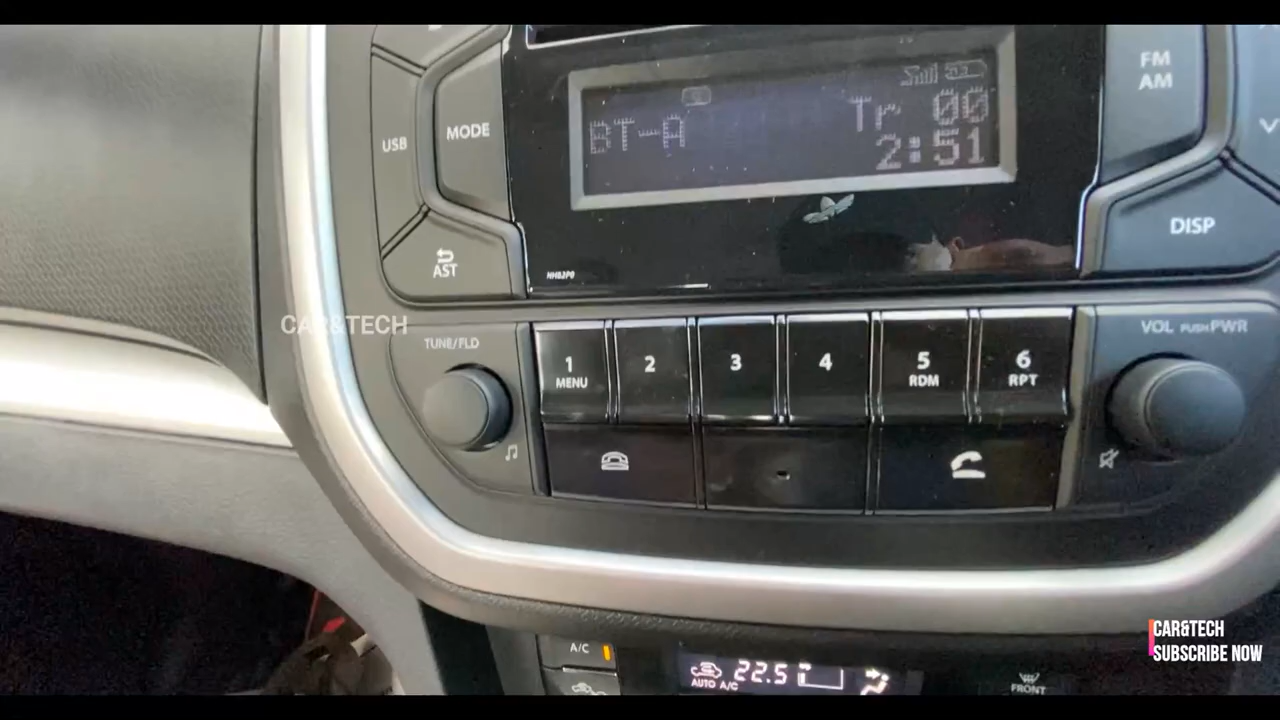 FM
AM
USB
MODE
BT-A
Tr 00
2:51
AST
DISP
CAR&TECH
TUNE/FLD
VOL PUSH PWR
1
MENU
2
3
4
5
RDM
6
RPT
A/C
AUTO A/C
22.5
FRONT
CAR&TECH
SUBSCRIBE NOW